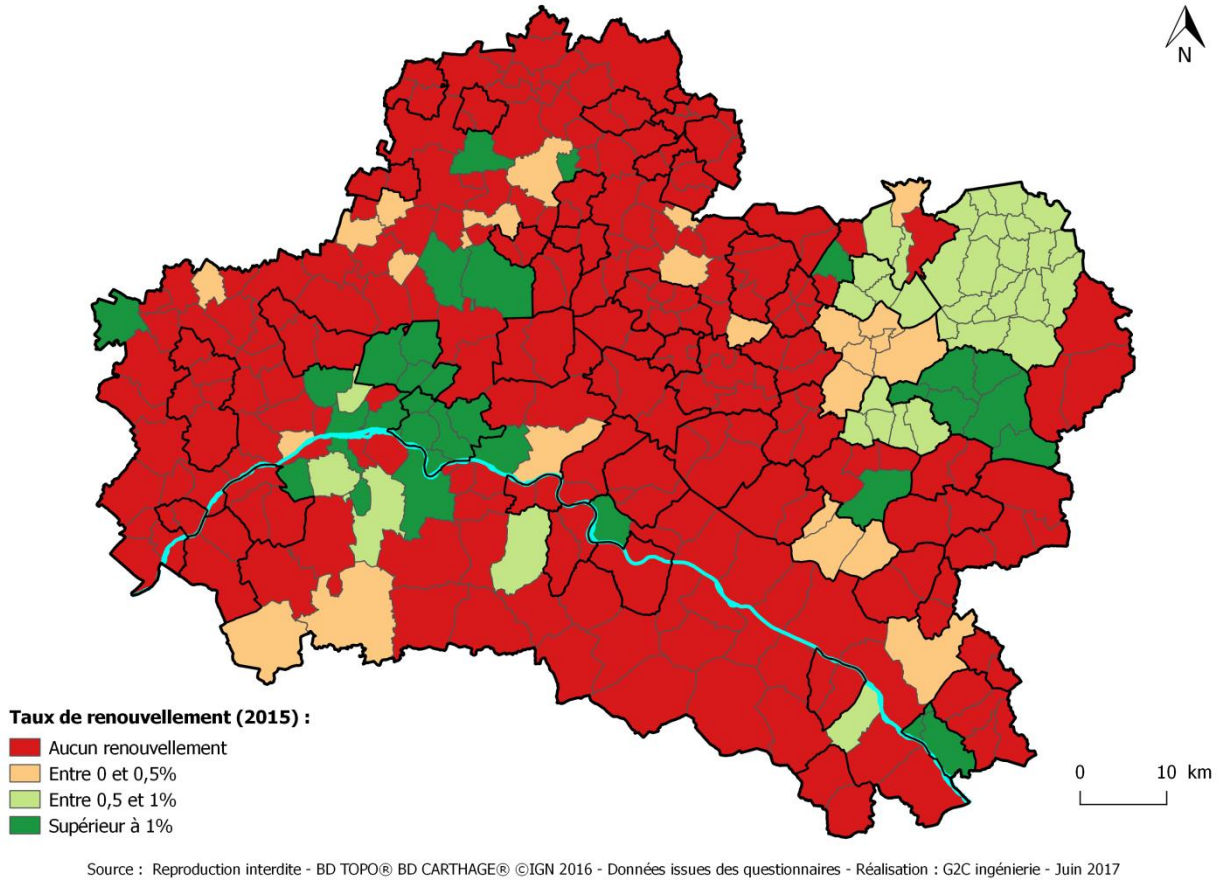 N
Taux de renouvellement (2015) :
Aucun renouvellement
Entre 0 et 0,5%
Entre 0,5 et 1%
Supérieur à 1%
0 10 km
Source : Reproduction interdite - BD TOPO® BD CARTHAGE® ©IGN 2016 - Données issues des questionnaires - Réalisation : G2C ingénierie - Juin 2017